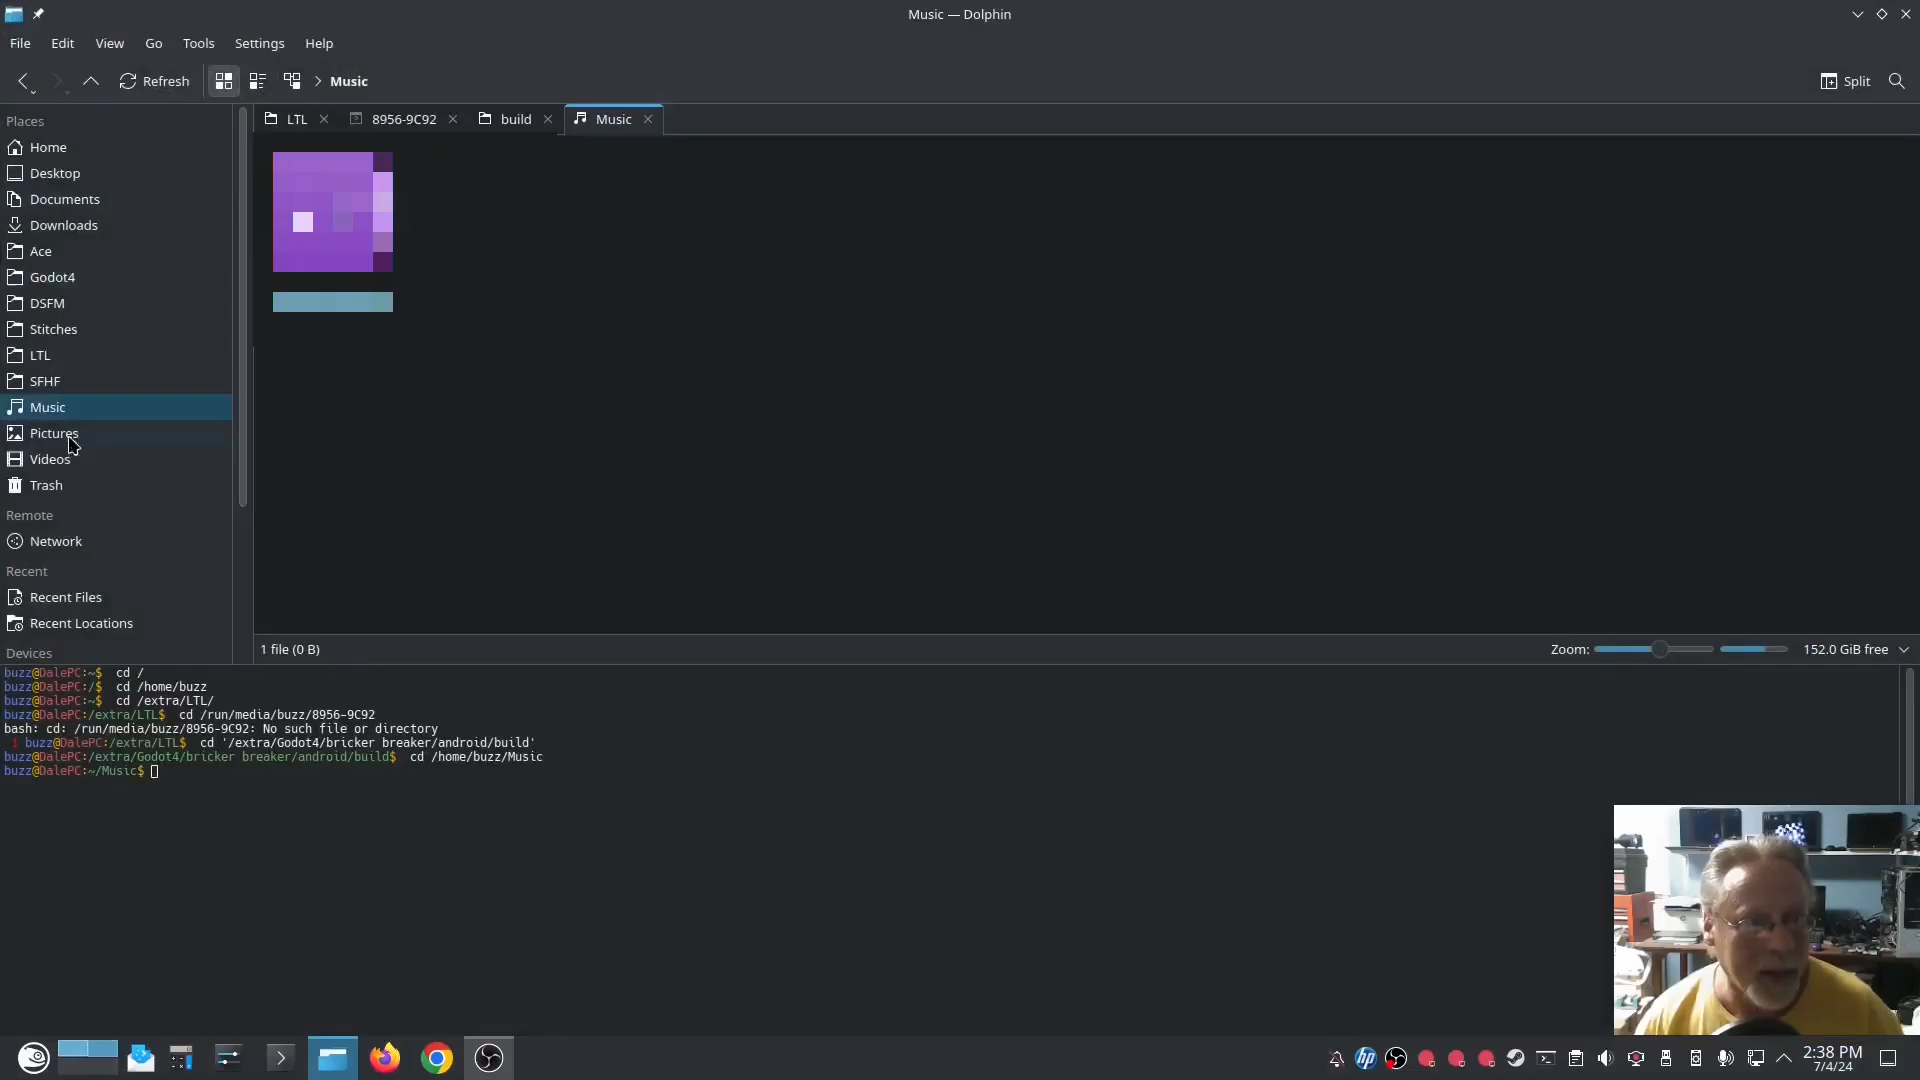 Music — Dolphin
File Edit View Go Tools Settings Help
Refresh Music Split
Places
Home
Desktop
Documents
Downloads
Ace
Godot4
DSFM
Stitches
LTL
SFHF
Music
Pictures
Videos
Trash
Remote
Network
Recent
Recent Files
Recent Locations
Devices
LTL 8956-9C92 build Music
1 file (0 B) Zoom: 152.0 GiB free
buzz@DalePC:~$ cd /
buzz@DalePC:/$ cd /home/buzz
buzz@DalePC:~$ cd /extra/LTL/
buzz@DalePC:/extra/LTL$ cd /run/media/buzz/8956-9C92
bash: cd: /run/media/buzz/8956-9C92: No such file or directory
1 buzz@DalePC:/extra/LTL$ cd '/extra/Godot4/bricker breaker/android/build'
buzz@DalePC:/extra/Godot4/bricker breaker/android/build$ cd /home/buzz/Music
buzz@DalePC:~/Music$
hp
2:38 PM
7/4/24